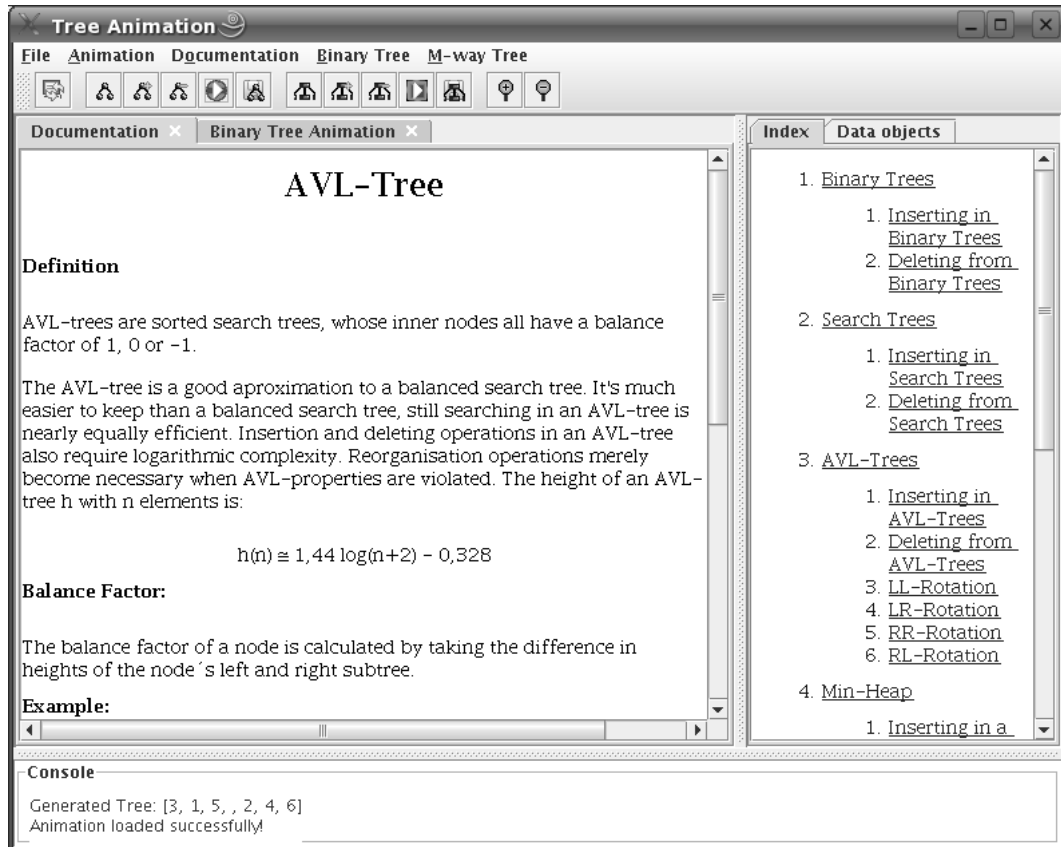 Tree Animation
File Animation Documentation Binary Tree M-way Tree
Documentation Binary Tree Animation
AVL-Tree
Definition
AVL-trees are sorted search trees, whose inner nodes all have a balance
factor of 1, 0 or -1.
The AVL-tree is a good aproximation to a balanced search tree. It's much
easier to keep than a balanced search tree, still searching in an AVL-tree is
nearly equally efficient. Insertion and deleting operations in an AVL-tree
also require logarithmic complexity. Reorganisation operations merely
become necessary when AVL-properties are violated. The height of an AVL-
tree h with n elements is:
h(n) ≅ 1,44 log(n+2) - 0,328
Balance Factor:
The balance factor of a node is calculated by taking the difference in
heights of the node´s left and right subtree.
Example:
Index Data objects
1. Binary Trees
1. Inserting in
Binary Trees
2. Deleting from
Binary Trees
2. Search Trees
1. Inserting in
Search Trees
2. Deleting from
Search Trees
3. AVL-Trees
1. Inserting in
AVL-Trees
2. Deleting from
AVL-Trees
3. LL-Rotation
4. LR-Rotation
5. RR-Rotation
6. RL-Rotation
4. Min-Heap
1. Inserting in a
Console
Generated Tree: [3, 1, 5, , 2, 4, 6]
Animation loaded successfully!